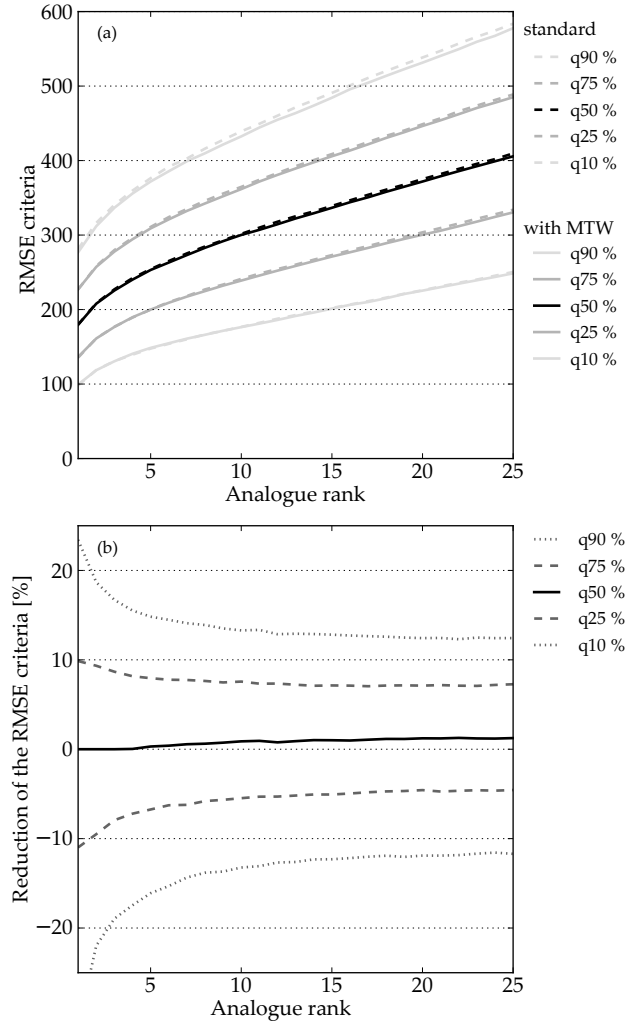 (a)
600
500
400
300
200
100
0
RMSE criteria
5
10
15
20
25
Analogue rank
standard
q90 %
q75 %
q50 %
q25 %
q10 %
with MTW
q90 %
q75 %
q50 %
q25 %
q10 %
(b)
20
10
0
−10
−20
Reduction of the RMSE criteria [%]
5
10
15
20
25
Analogue rank
q90 %
q75 %
q50 %
q25 %
q10 %